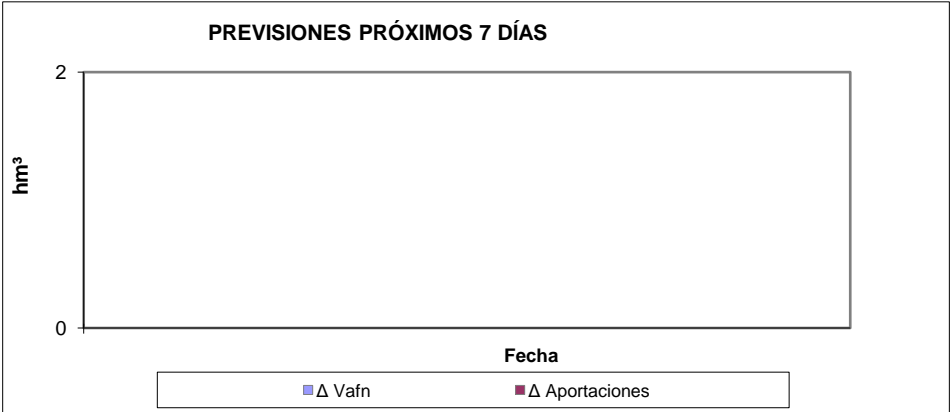 PREVISIONES PRÓXIMOS 7 DÍAS
2
hm³
0
Fecha
Δ Vafn Δ Aportaciones